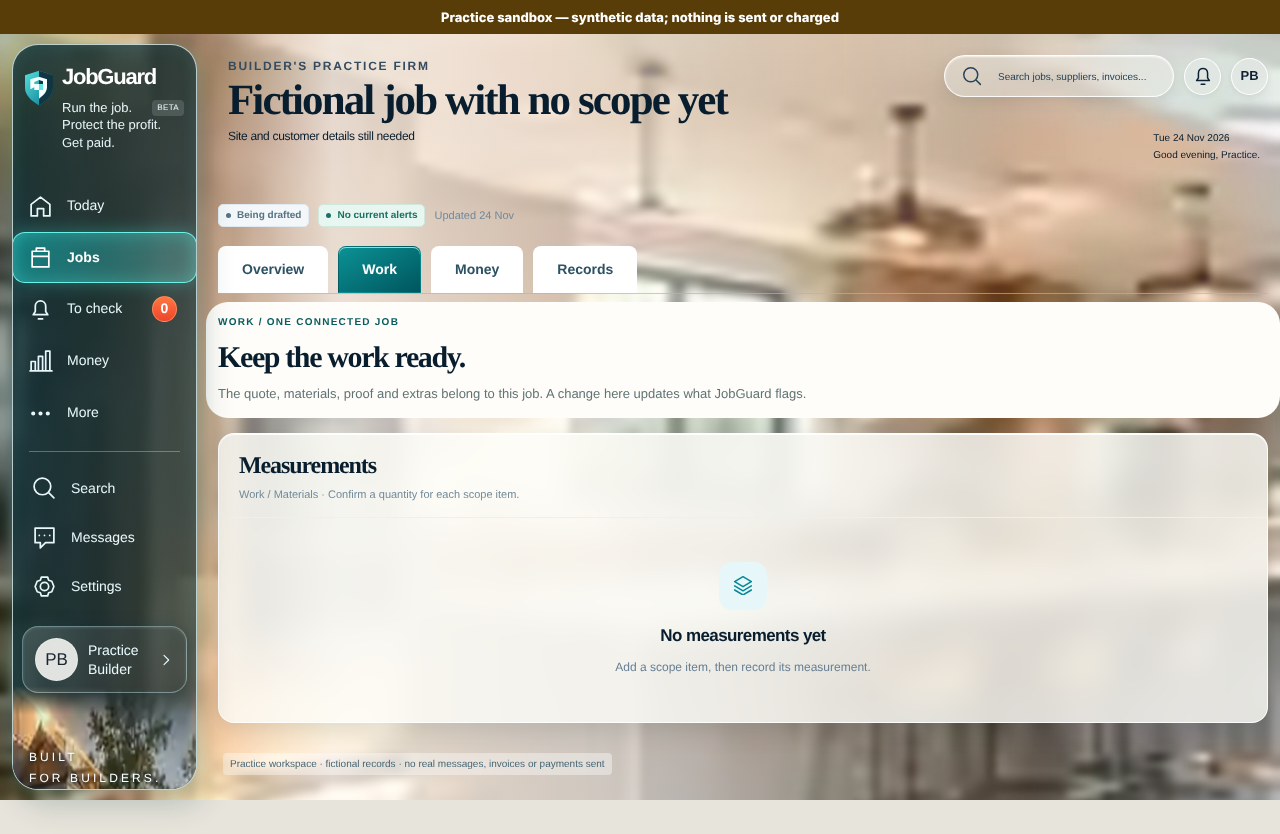 Practice sandbox — synthetic data; nothing is sent or charged
JobGuard
Run the job.
BETA
Protect the profit.
Get paid.
Today
Jobs
To check
0
Money
More
Search
Messages
Settings
PB
Practice
Builder
BUILT
FOR BUILDERS.
BUILDER'S PRACTICE FIRM
Fictional job with no scope yet
Site and customer details still needed
Search jobs, suppliers, invoices...
PB
Tue 24 Nov 2026
Good evening, Practice.
Being drafted
No current alerts
Updated 24 Nov
Overview
Work
Money
Records
WORK / ONE CONNECTED JOB
Keep the work ready.
The quote, materials, proof and extras belong to this job. A change here updates what JobGuard flags.
Measurements
Work / Materials · Confirm a quantity for each scope item.
No measurements yet
Add a scope item, then record its measurement.
Practice workspace · fictional records · no real messages, invoices or payments sent